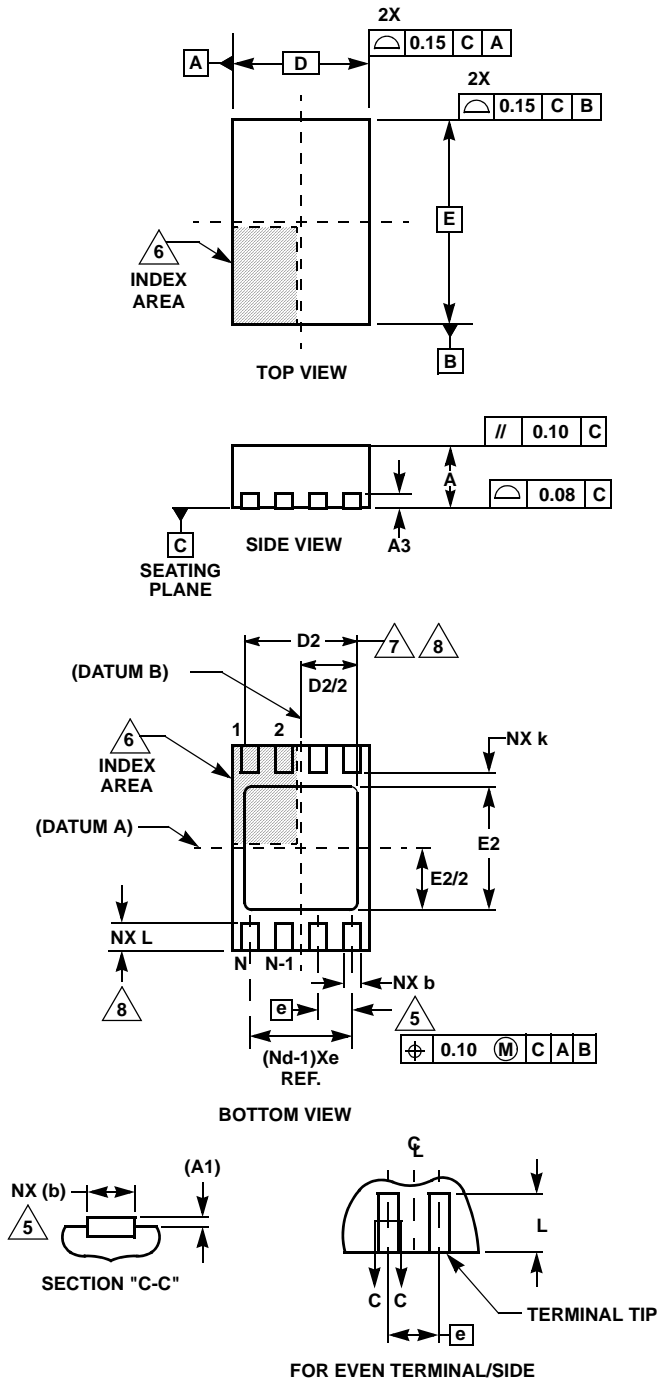 2X
⌓ 0.15 C A
A
D
2X
⌓ 0.15 C B
E
6
INDEX
AREA
B
TOP VIEW
// 0.10 C
A
⌓ 0.08 C
A3
C
SIDE VIEW
SEATING
PLANE
D2
7 8
(DATUM B)
D2/2
1 2
6
INDEX
AREA
NX k
(DATUM A)
E2
E2/2
NX L
N N-1
NX b
8
e
5
(Nd-1)Xe
REF.
⌖ 0.10 Ⓜ C A B
BOTTOM VIEW
(A1)
NX (b)
5
SECTION "C-C"
℄
L
C C
TERMINAL TIP
e
FOR EVEN TERMINAL/SIDE